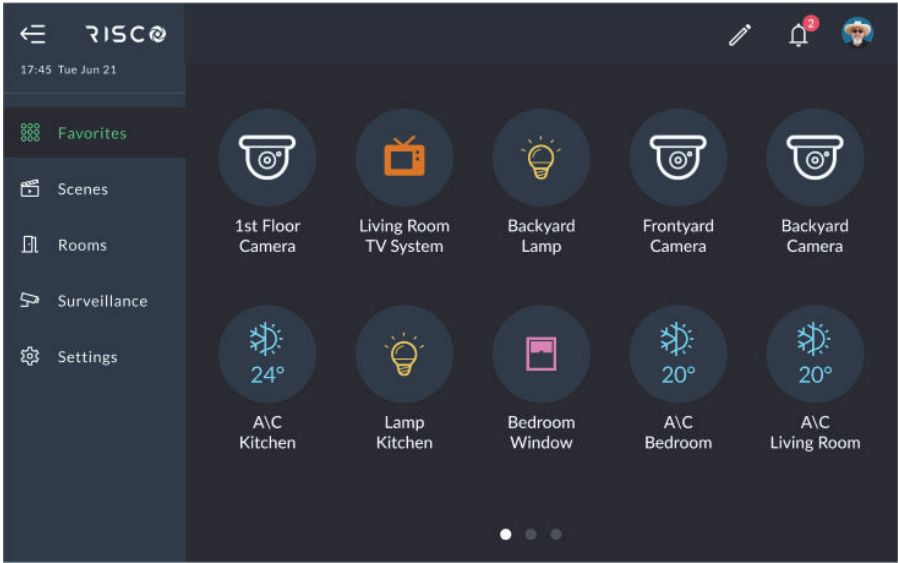 RISCO
2
17:45 Tue Jun 21
Favorites
Scenes
Rooms
Surveillance
Settings
1st Floor
Camera
Living Room
TV System
Backyard
Lamp
Frontyard
Camera
Backyard
Camera
24°
A\C
Kitchen
Lamp
Kitchen
Bedroom
Window
20°
A\C
Bedroom
20°
A\C
Living Room